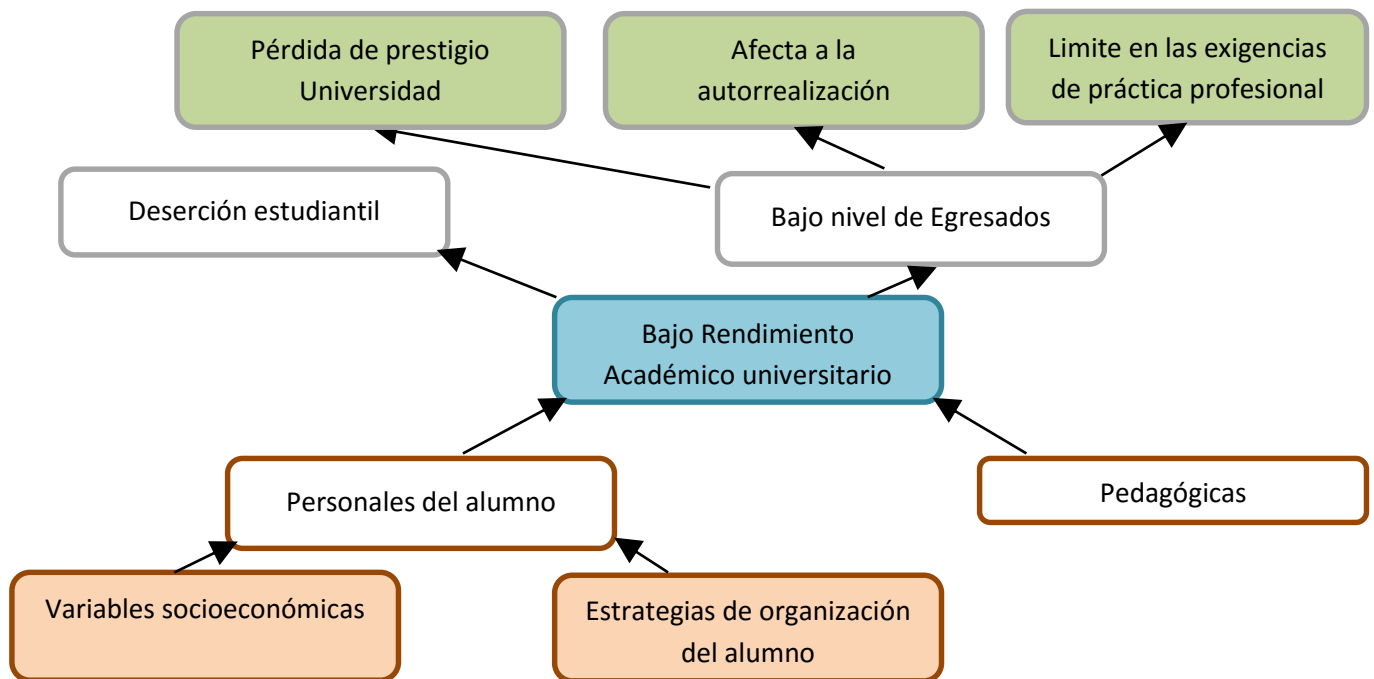 Pérdida de prestigio
Universidad
Afecta a la
autorrealización
Limite en las exigencias
de práctica profesional
Deserción estudiantil
Bajo nivel de Egresados
Bajo Rendimiento
Académico universitario
Personales del alumno
Pedagógicas
Variables socioeconómicas
Estrategias de organización
del alumno